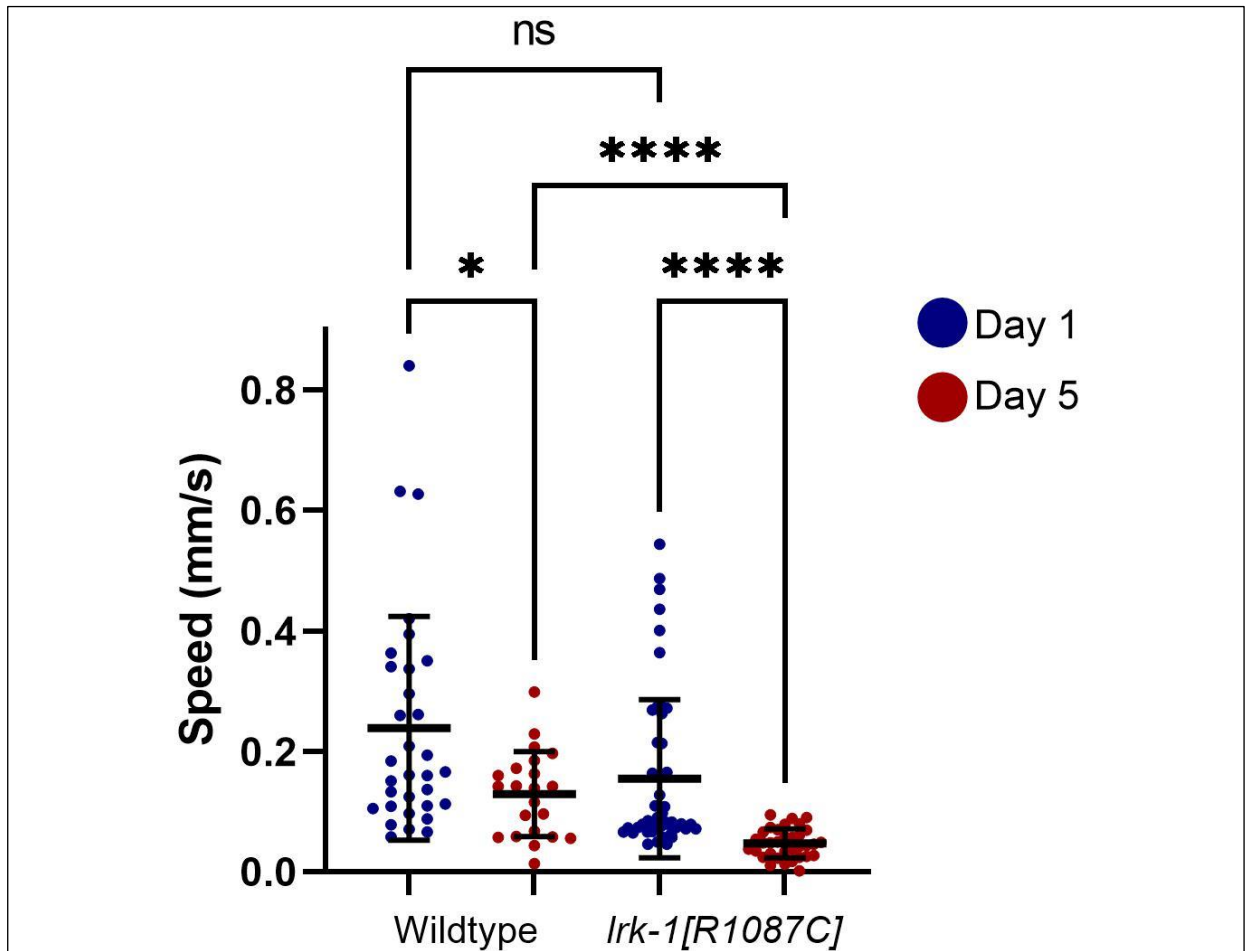 ns
****
*
****
Day 1
Day 5
Speed (mm/s)
0.8
0.6
0.4
0.2
0.0
Wildtype
lrk-1[R1087C]